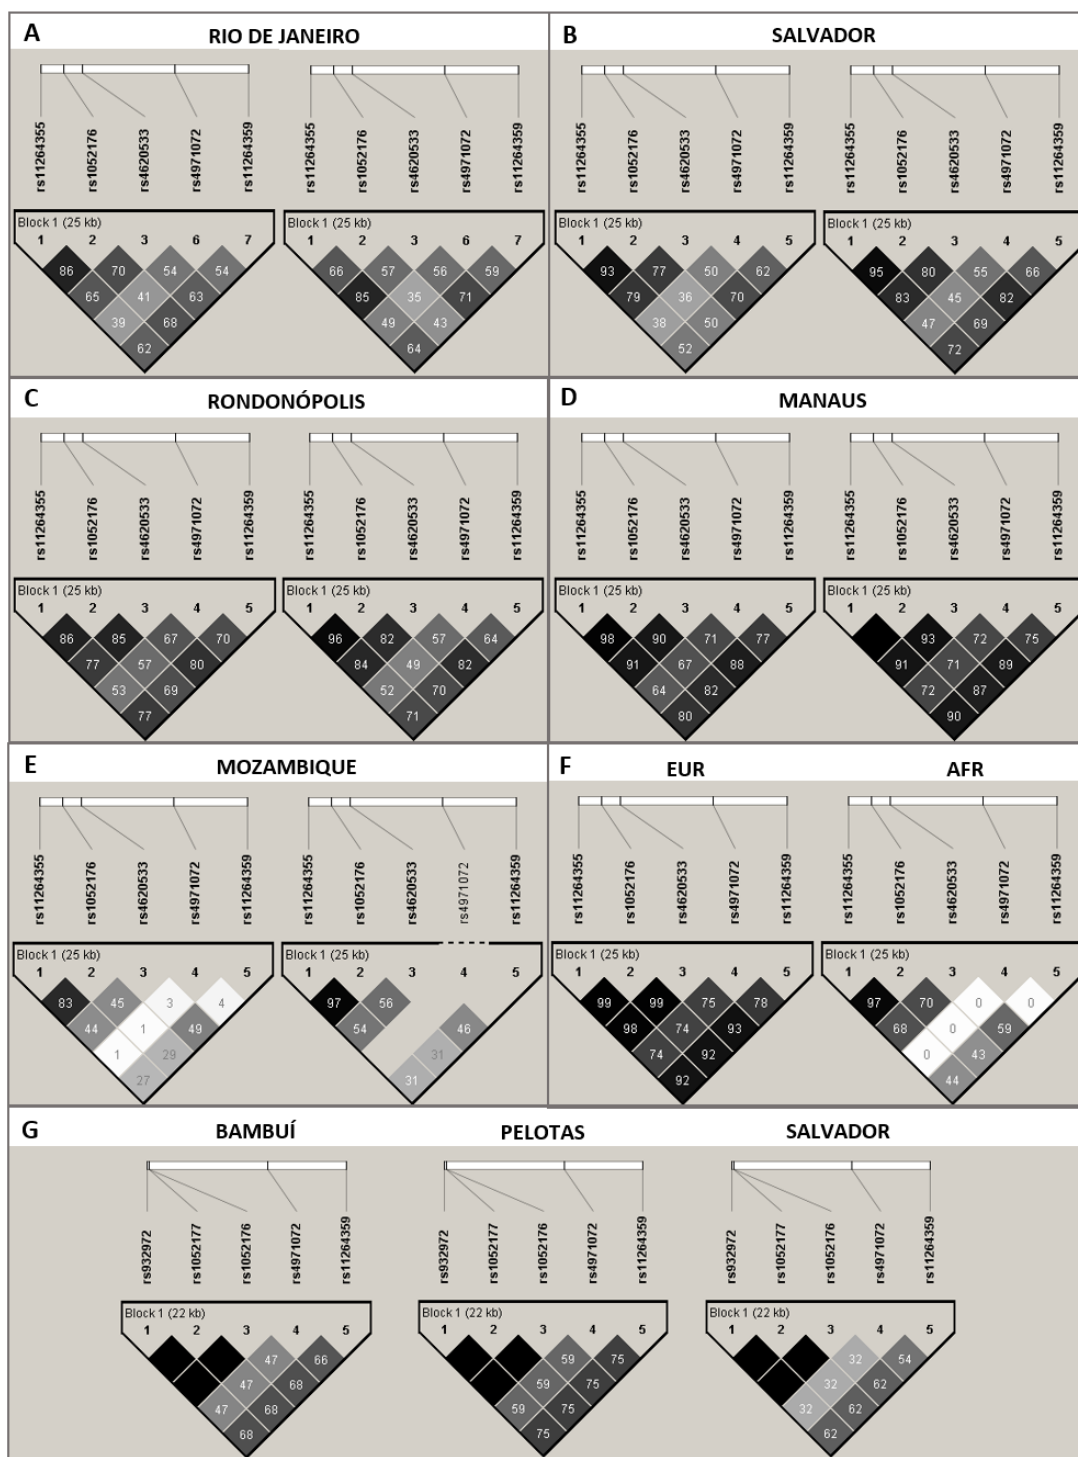 A RIO DE JANEIRO
rs11264355 rs1052176 rs4620533 rs4971072 rs11264359
Block 1 (25 kb)
1 2 3 6 7
86 70 54 54
65 41 63
39 68
62
rs11264355 rs1052176 rs4620533 rs4971072 rs11264359
Block 1 (25 kb)
1 2 3 6 7
66 57 56 59
85 35 71
49 43
64
B SALVADOR
rs11264355 rs1052176 rs4620533 rs4971072 rs11264359
Block 1 (25 kb)
1 2 3 4 5
93 77 50 62
79 36 70
38 50
52
rs11264355 rs1052176 rs4620533 rs4971072 rs11264359
Block 1 (25 kb)
1 2 3 4 5
95 80 55 66
83 45 82
47 69
72
C RONDONÓPOLIS
rs11264355 rs1052176 rs4620533 rs4971072 rs11264359
Block 1 (25 kb)
1 2 3 4 5
86 85 67 70
77 57 80
53 69
77
rs11264355 rs1052176 rs4620533 rs4971072 rs11264359
Block 1 (25 kb)
1 2 3 4 5
96 82 57 64
84 49 82
52 70
71
D MANAUS
rs11264355 rs1052176 rs4620533 rs4971072 rs11264359
Block 1 (25 kb)
1 2 3 4 5
98 90 71 77
91 67 88
64 82
80
rs11264355 rs1052176 rs4620533 rs4971072 rs11264359
Block 1 (25 kb)
1 2 3 4 5
93 72 75
91 71 89
72 87
90
E MOZAMBIQUE
rs11264355 rs1052176 rs4620533 rs4971072 rs11264359
Block 1 (25 kb)
1 2 3 4 5
83 45 3 4
44 1 49
1 29
27
rs11264355 rs1052176 rs4620533 rs4971072 rs11264359
Block 1 (25 kb)
1 2 3 4 5
97 56
54 46
31
31
F EUR
rs11264355 rs1052176 rs4620533 rs4971072 rs11264359
Block 1 (25 kb)
1 2 3 4 5
99 99 75 78
98 74 93
74 92
92
AFR
rs11264355 rs1052176 rs4620533 rs4971072 rs11264359
Block 1 (25 kb)
1 2 3 4 5
97 70 0 0
68 0 59
0 43
44
G BAMBUÍ
rs932972 rs1052177 rs1052176 rs4971072 rs11264359
Block 1 (22 kb)
1 2 3 4 5
47 66
47 68
47 68
68
PELOTAS
rs932972 rs1052177 rs1052176 rs4971072 rs11264359
Block 1 (22 kb)
1 2 3 4 5
59 75
59 75
59 75
75
SALVADOR
rs932972 rs1052177 rs1052176 rs4971072 rs11264359
Block 1 (22 kb)
1 2 3 4 5
32 54
32 62
32 62
62